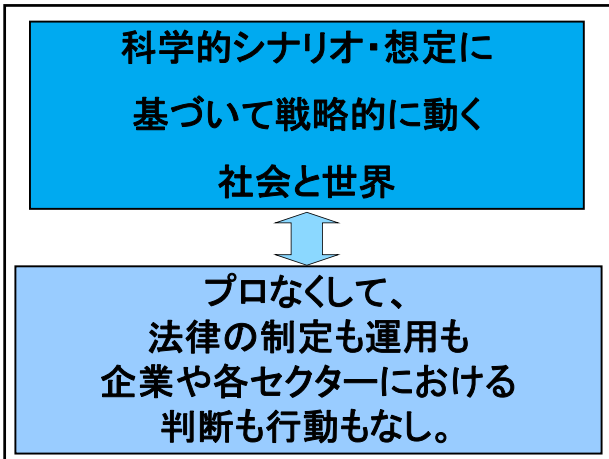 科学的シナリオ・想定に
基づいて戦略的に動く
社会と世界
プロなくして、
法律の制定も運用も
企業や各セクターにおける
判断も行動もなし。